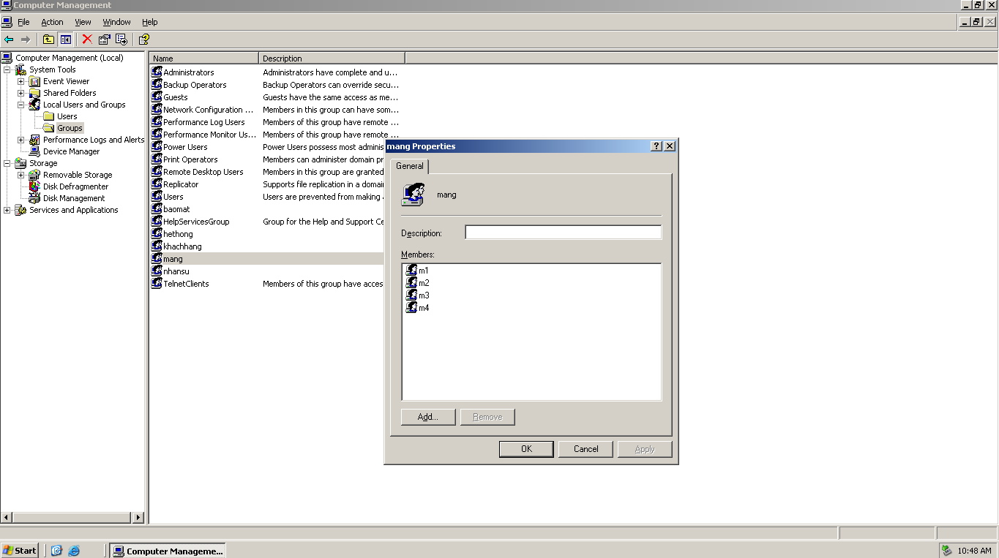 Computer Management
File Action View Window Help
Computer Management (Local)
System Tools
Event Viewer
Shared Folders
Local Users and Groups
Users
Groups
Performance Logs and Alerts
Device Manager
Storage
Removable Storage
Disk Defragmenter
Disk Management
Services and Applications
Name Description
Administrators Administrators have complete and u...
Backup Operators Backup Operators can override secu...
Guests Guests have the same access as me...
Network Configuration ... Members in this group can have som...
Performance Log Users Members of this group have remote ...
Performance Monitor Us... Members of this group have remote ...
Power Users Power Users possess most adminis
Print Operators Members can administer domain pr
Remote Desktop Users Members in this group are granted
Replicator Supports file replication in a domai
Users Users are prevented from making
baomat
HelpServicesGroup Group for the Help and Support Ce
hethong
khachhang
mang
nhansu
TelnetClients Members of this group have acces
mang Properties
General
mang
Description:
Members:
m1
m2
m3
m4
Add... Remove
OK Cancel Apply
Start Computer Manageme... 10:48 AM